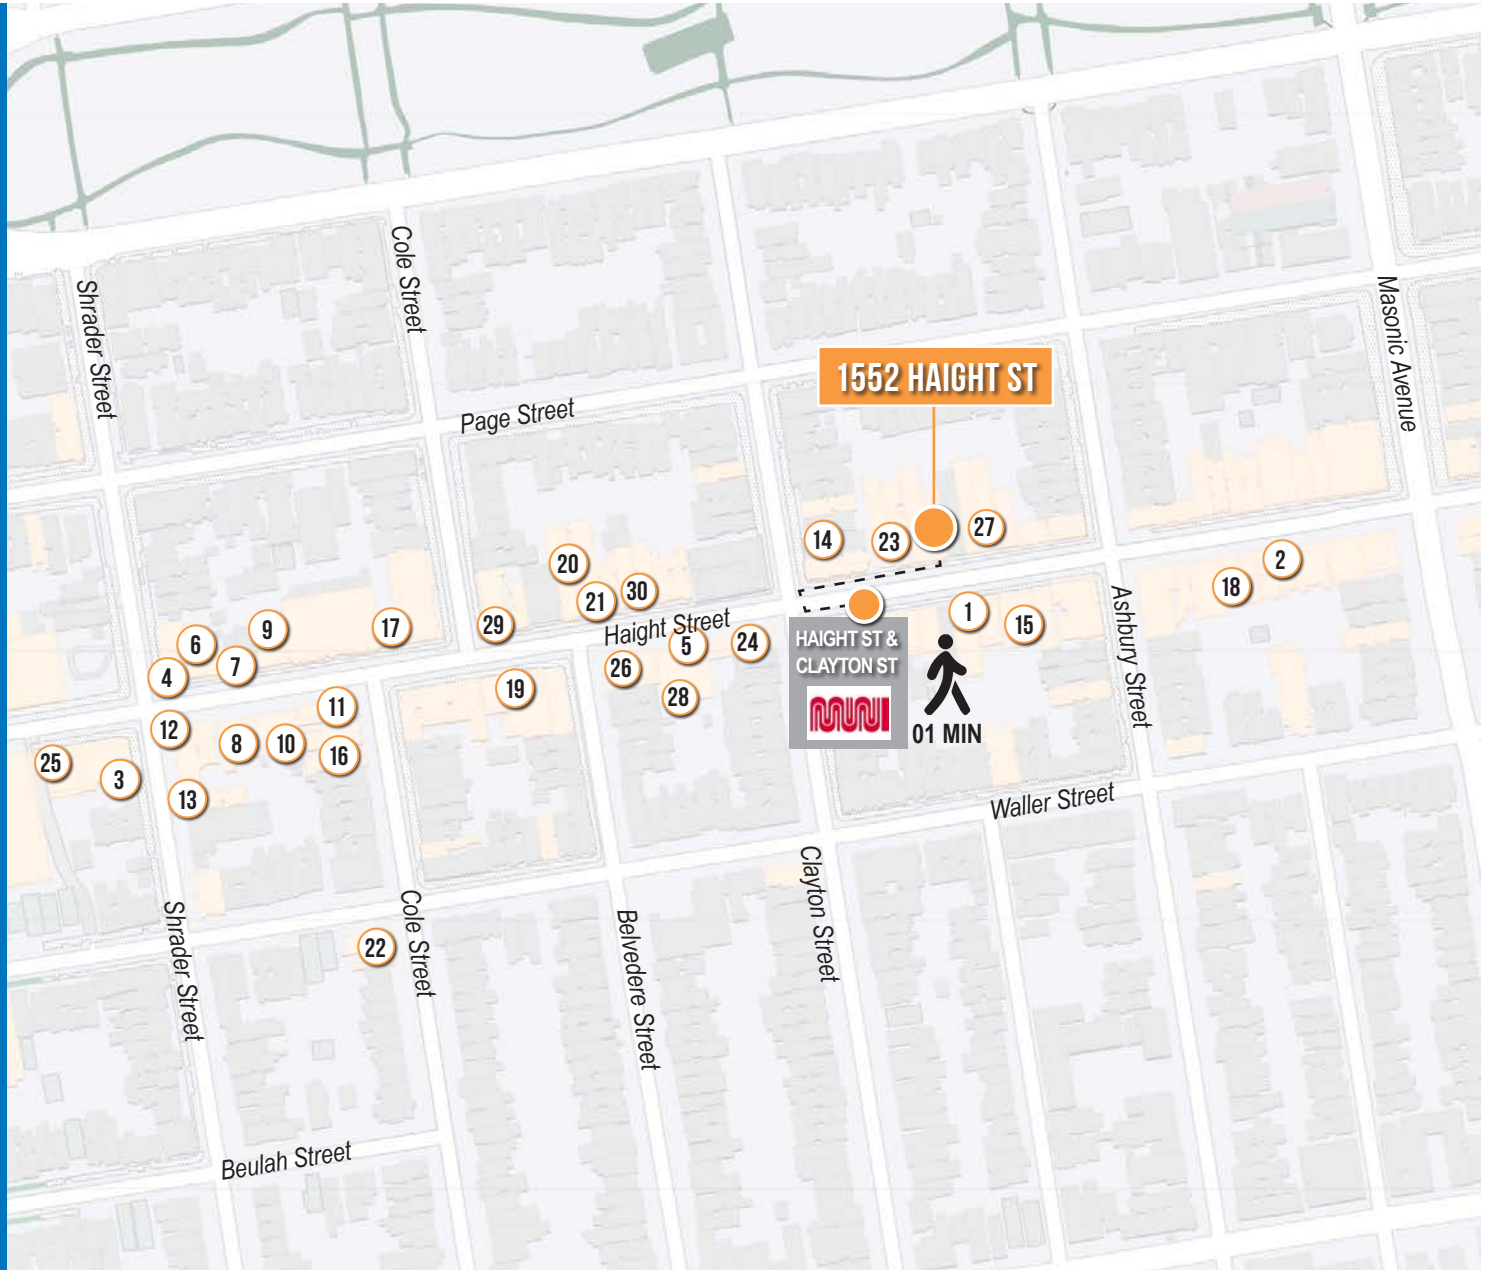 Cole Street
Shrader Street
Masonic Avenue
1552 HAIGHT ST
Page Street
14
23
27
20
2
18
21
30
Ashbury Street
29
Haight Street
1
15
6
9
17
5
24
HAIGHT ST &
CLAYTON ST
7
4
26
28
19
MUNI
01 MIN
11
12
8
10
16
25
3
13
Waller Street
Clayton Street
Shrader Street
Cole Street
22
Belvedere Street
Beulah Street